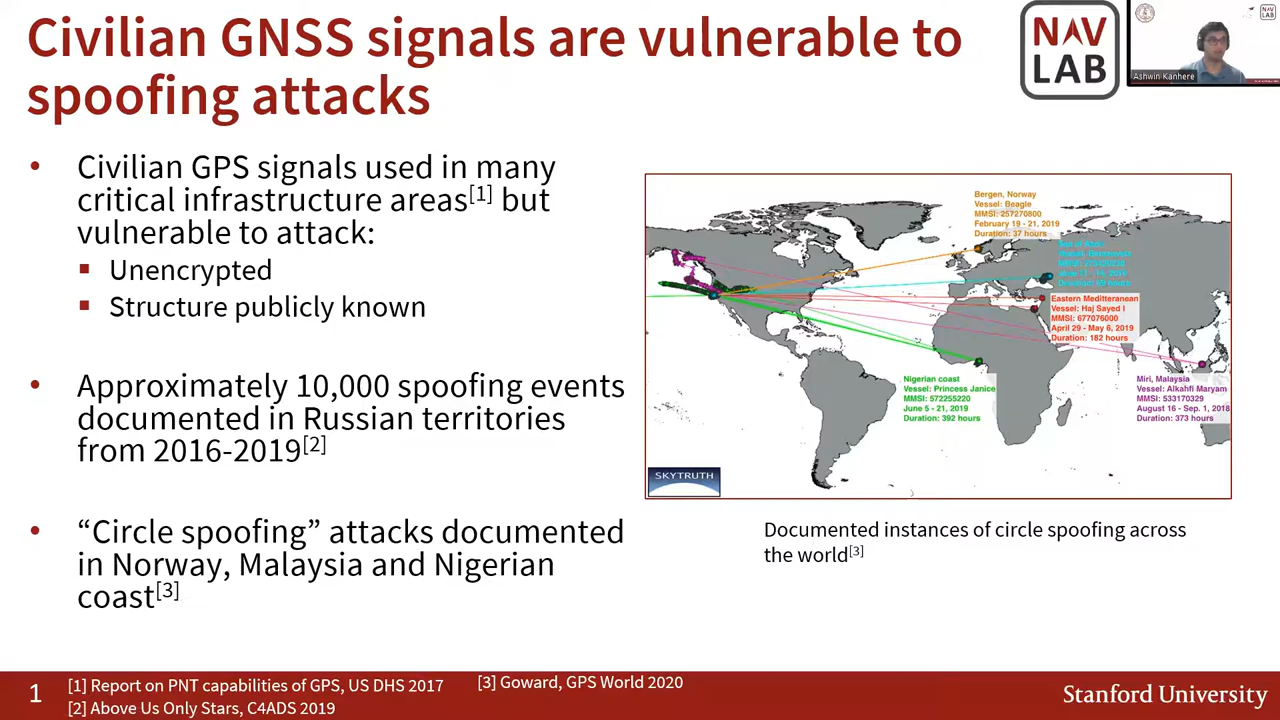 Civilian GNSS signals are vulnerable to
spoofing attacks
NAV
LAB
Ashwin Kanhere
• Civilian GPS signals used in many
critical infrastructure areas[1] but
vulnerable to attack:
▪ Unencrypted
▪ Structure publicly known
• Approximately 10,000 spoofing events
documented in Russian territories
from 2016-2019[2]
• “Circle spoofing” attacks documented
in Norway, Malaysia and Nigerian
coast[3]
Bergen, Norway
Vessel: Beagle
MMSI: 257270800
February 19 - 21, 2019
Duration: 37 hours
Eastern Meditteranean
Vessel: Haj Sayed I
MMSI: 677076000
April 29 - May 6, 2019
Duration: 182 hours
Nigerian coast
Vessel: Princess Janice
MMSI: 572255220
June 5 - 21, 2019
Duration: 392 hours
Miri, Malaysia
Vessel: Alkahfi Maryam
MMSI: 533170329
August 16 - Sep. 1, 2018
Duration: 373 hours
SKYTRUTH
Documented instances of circle spoofing across
the world[3]
1
[1] Report on PNT capabilities of GPS, US DHS 2017
[2] Above Us Only Stars, C4ADS 2019
[3] Goward, GPS World 2020
Stanford University